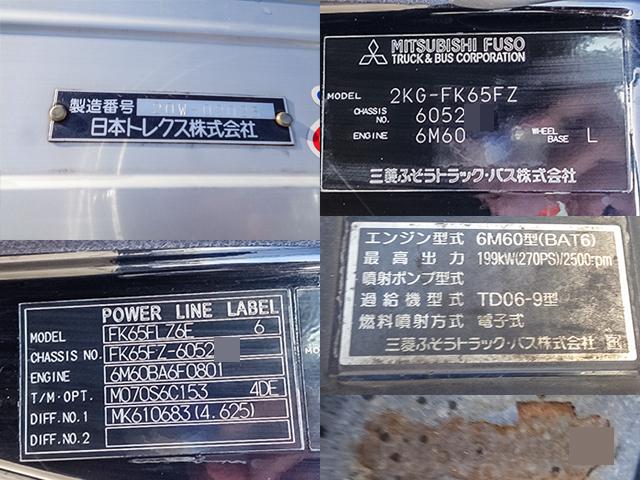 製造番号
日本トレクス株式会社
MITSUBISHI FUSO
TRUCK & BUS CORPORATION
MODEL 2KG-FK65FZ
CHASSIS NO. 6052
ENGINE 6M60 WHEEL BASE L
三菱ふそうトラック・バス株式会社
POWER LINE LABEL
MODEL FK65FLZ6E 6
CHASSIS NO. FK65FZ-6052
ENGINE 6M60BA6F0801
T/M・OPT. M070S6C153 4DE
DIFF.NO.1 MK610683(4.625)
DIFF.NO.2
エンジン型式 6M60型(BAT6)
最高出力 199kW(270PS)/2500rpm
噴射ポンプ型式
過給機型式 TD06-9型
燃料噴射方式 電子式
三菱ふそうトラック・バス株式会社